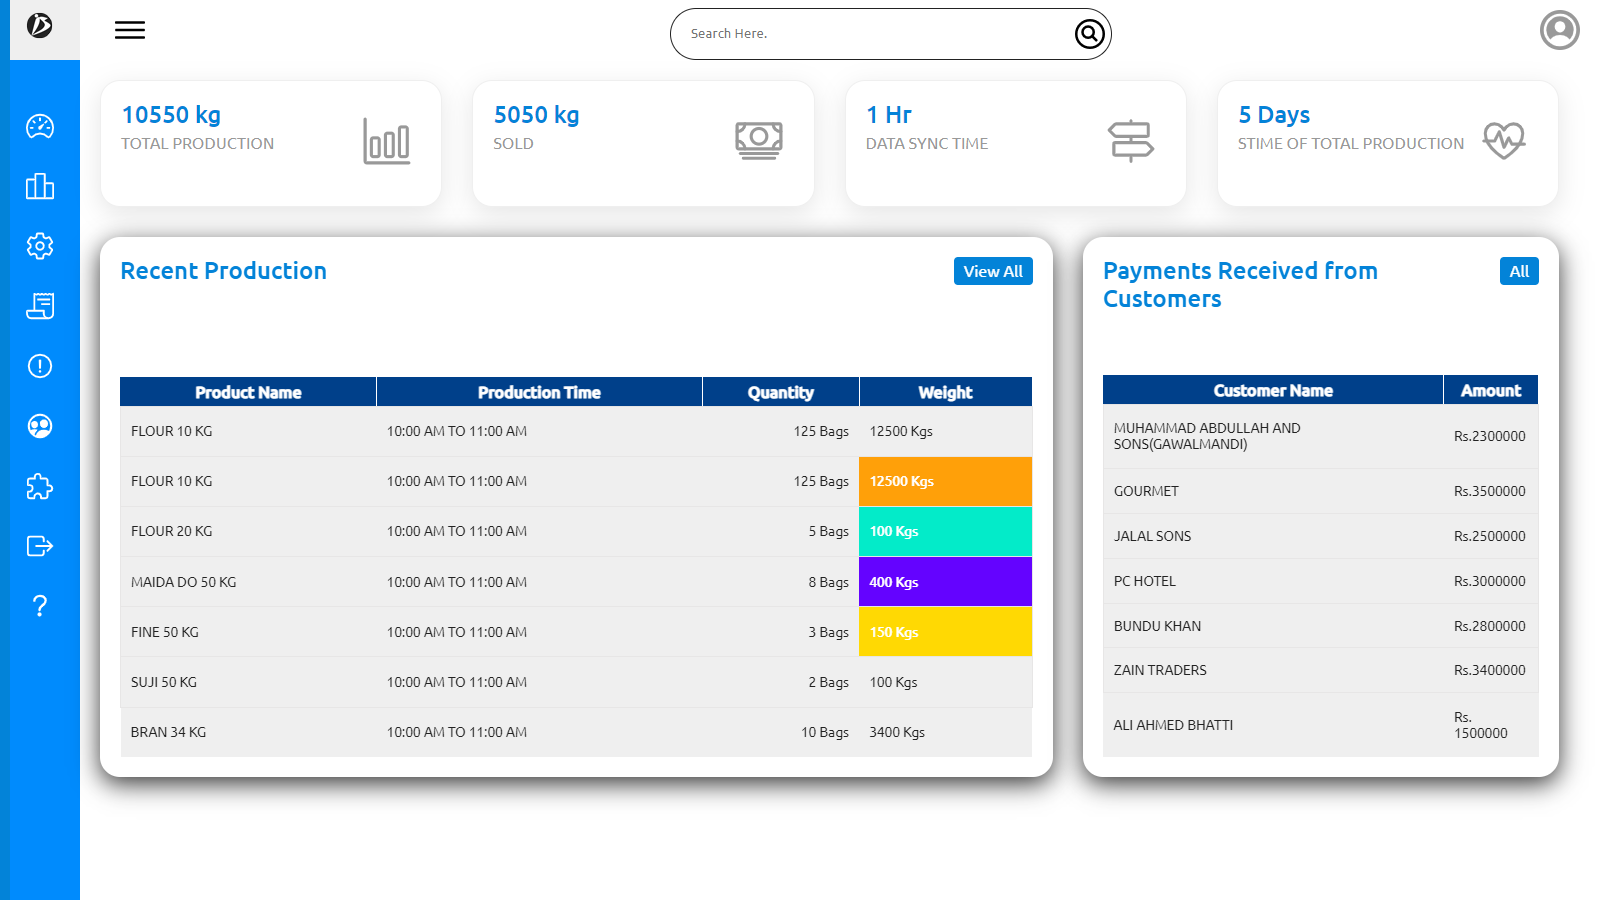 Search Here.
10550 kg
TOTAL PRODUCTION
5050 kg
SOLD
1 Hr
DATA SYNC TIME
5 Days
STIME OF TOTAL PRODUCTION
Recent Production
View All
Product Name Production Time Quantity Weight
FLOUR 10 KG 10:00 AM TO 11:00 AM 125 Bags 12500 Kgs
FLOUR 10 KG 10:00 AM TO 11:00 AM 125 Bags 12500 Kgs
FLOUR 20 KG 10:00 AM TO 11:00 AM 5 Bags 100 Kgs
MAIDA DO 50 KG 10:00 AM TO 11:00 AM 8 Bags 400 Kgs
FINE 50 KG 10:00 AM TO 11:00 AM 3 Bags 150 Kgs
SUJI 50 KG 10:00 AM TO 11:00 AM 2 Bags 100 Kgs
BRAN 34 KG 10:00 AM TO 11:00 AM 10 Bags 3400 Kgs
Payments Received from
Customers
All
Customer Name Amount
MUHAMMAD ABDULLAH AND
SONS(GAWALMANDI)
Rs.2300000
GOURMET Rs.3500000
JALAL SONS Rs.2500000
PC HOTEL Rs.3000000
BUNDU KHAN Rs.2800000
ZAIN TRADERS Rs.3400000
ALI AHMED BHATTI
Rs.
1500000